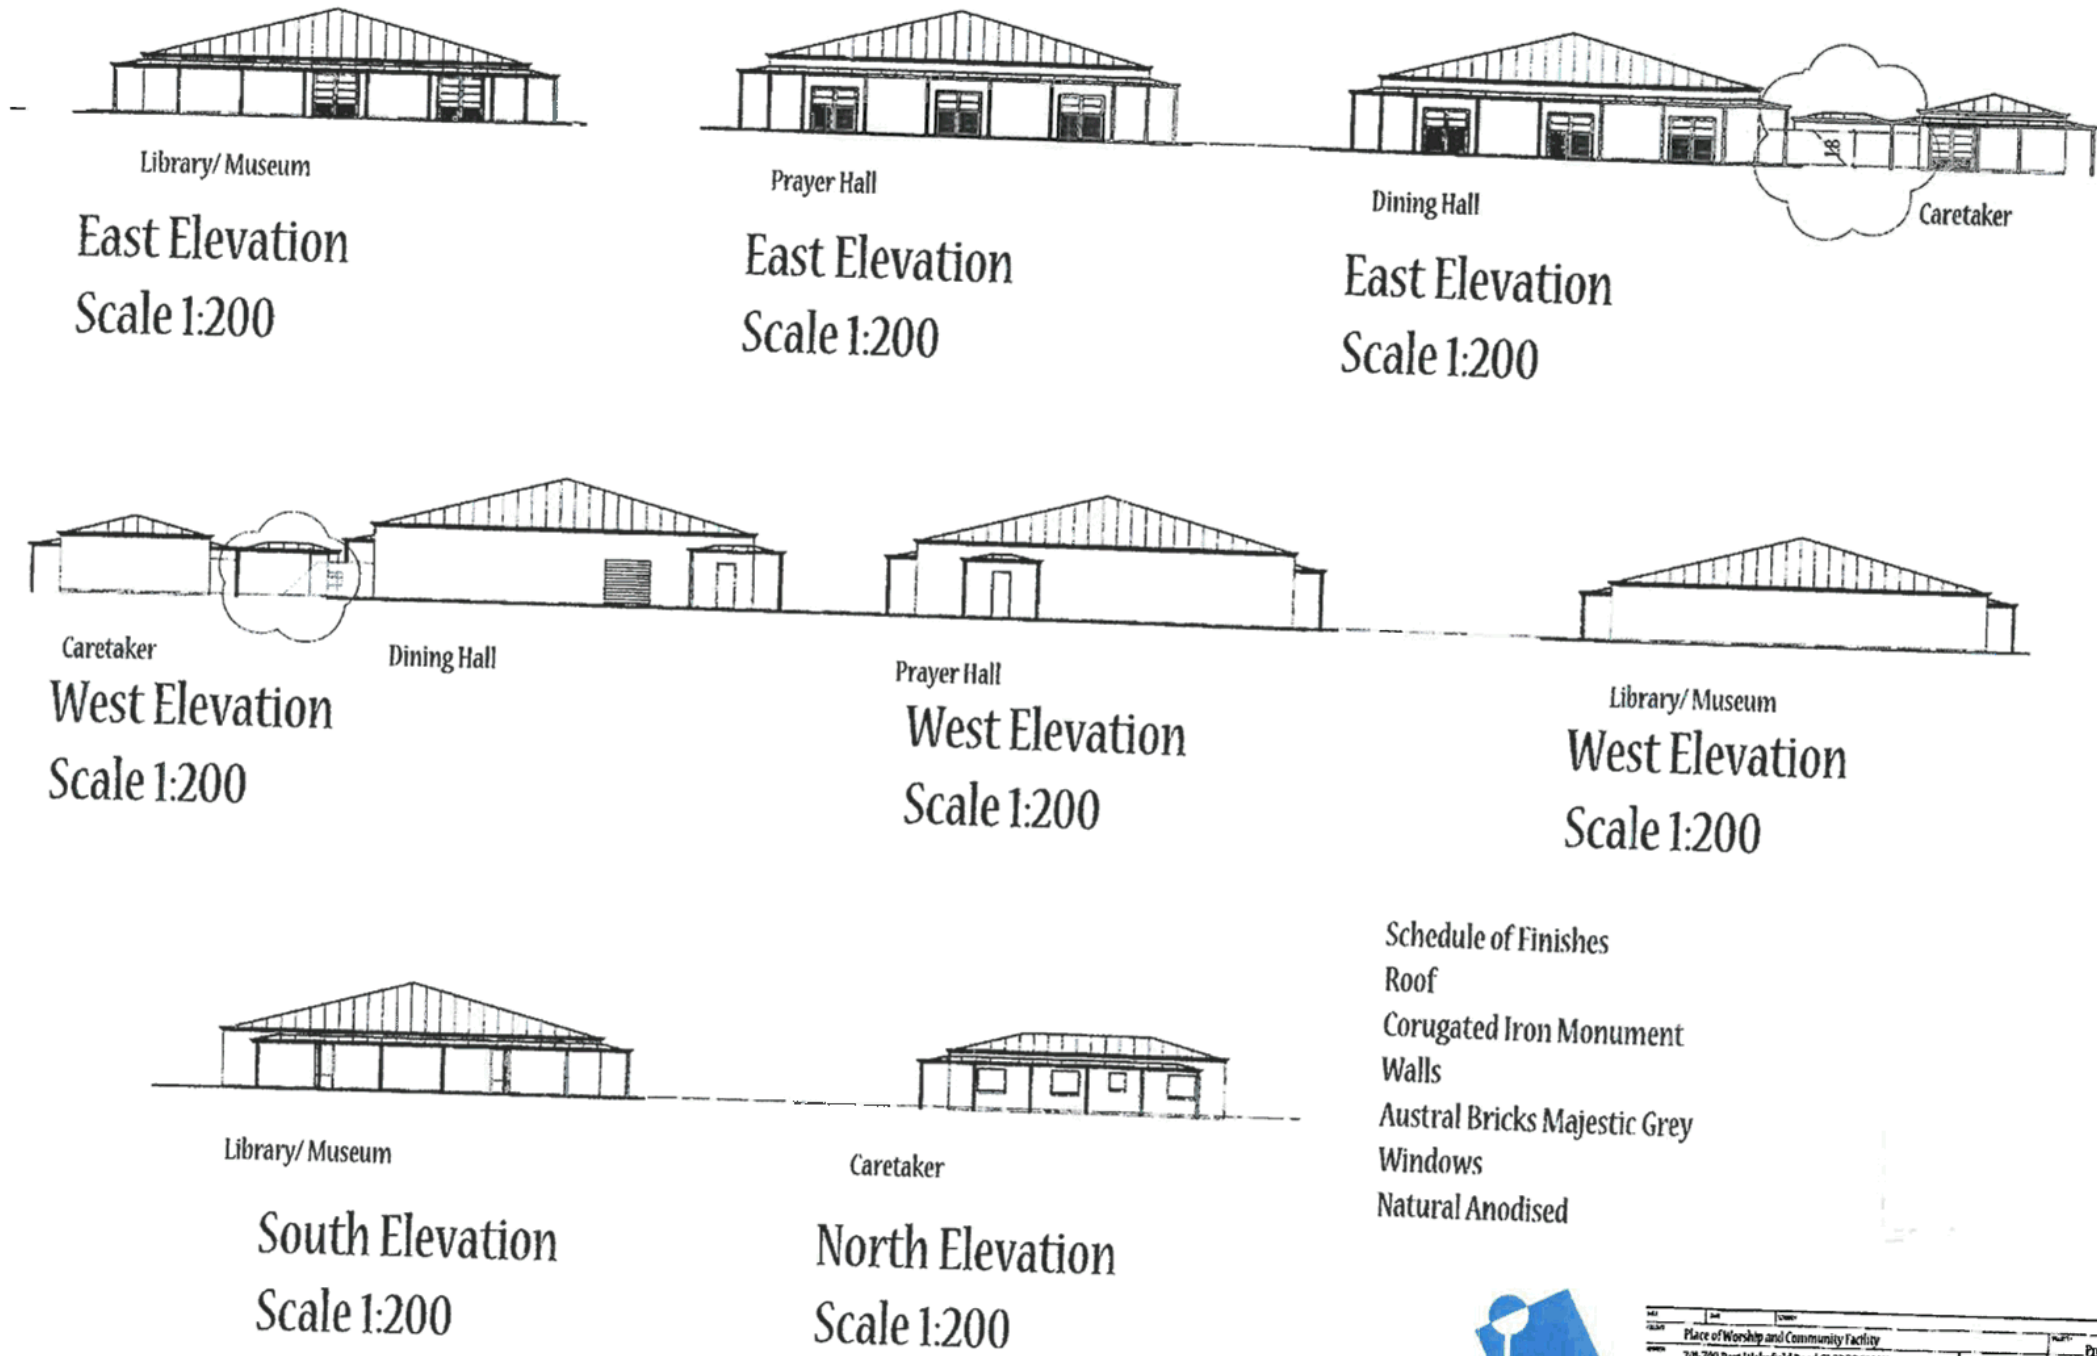 Library/ Museum
East Elevation
Scale 1:200
Prayer Hall
East Elevation
Scale 1:200
Dining Hall
Caretaker
East Elevation
Scale 1:200
Caretaker
Dining Hall
West Elevation
Scale 1:200
Prayer Hall
West Elevation
Scale 1:200
Library/ Museum
West Elevation
Scale 1:200
Library/ Museum
South Elevation
Scale 1:200
Caretaker
North Elevation
Scale 1:200
Schedule of Finishes
Roof
Corugated Iron Monument
Walls
Austral Bricks Majestic Grey
Windows
Natural Anodised
Place of Worship and Community Facility